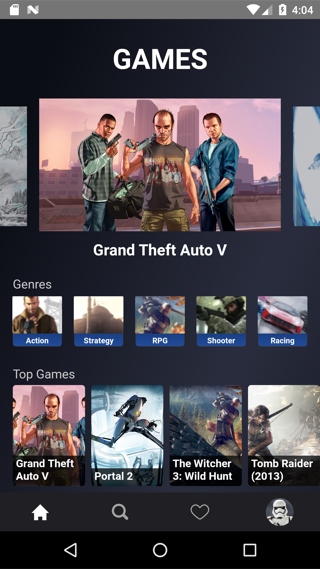 4:04
GAMES
Grand Theft Auto V
Genres
Action
Strategy
RPG
Shooter
Racing
Top Games
Grand Theft
Auto V
Portal 2
The Witcher
3: Wild Hunt
Tomb Raider
(2013)